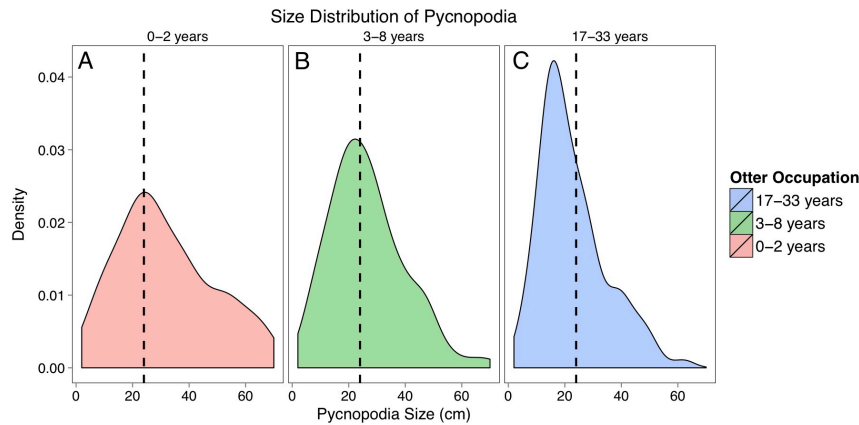 Size Distribution of Pycnopodia
0−2 years
3−8 years
17−33 years
A
B
C
0.04
0.03
0.02
0.01
0.00
Density
0 20 40 60
0 20 40 60
0 20 40 60
Pycnopodia Size (cm)
Otter Occupation
17−33 years
3−8 years
0−2 years